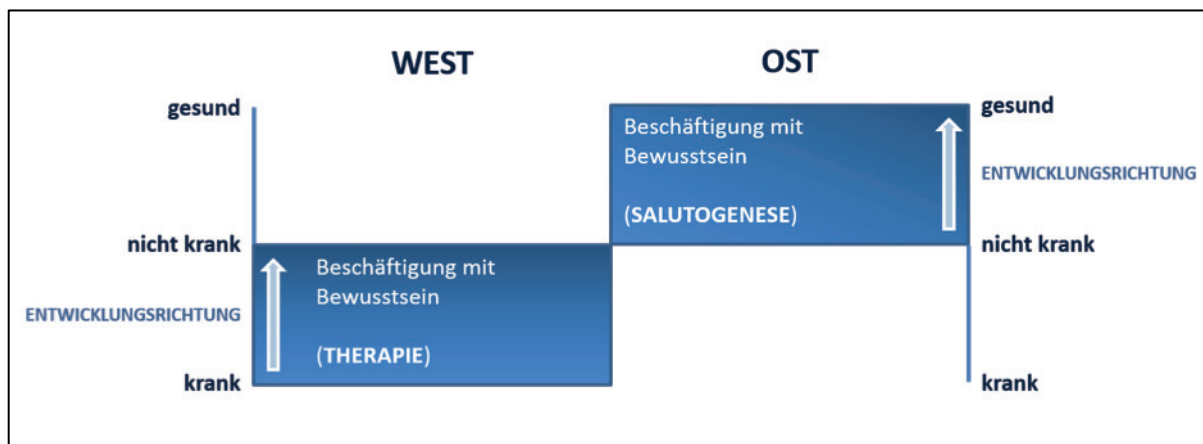 WEST
OST
gesund
gesund
Beschäftigung mit
Bewusstsein
(SALUTOGENESE)
ENTWICKLUNGSRICHTUNG
nicht krank
nicht krank
Beschäftigung mit
Bewusstsein
(THERAPIE)
ENTWICKLUNGSRICHTUNG
krank
krank